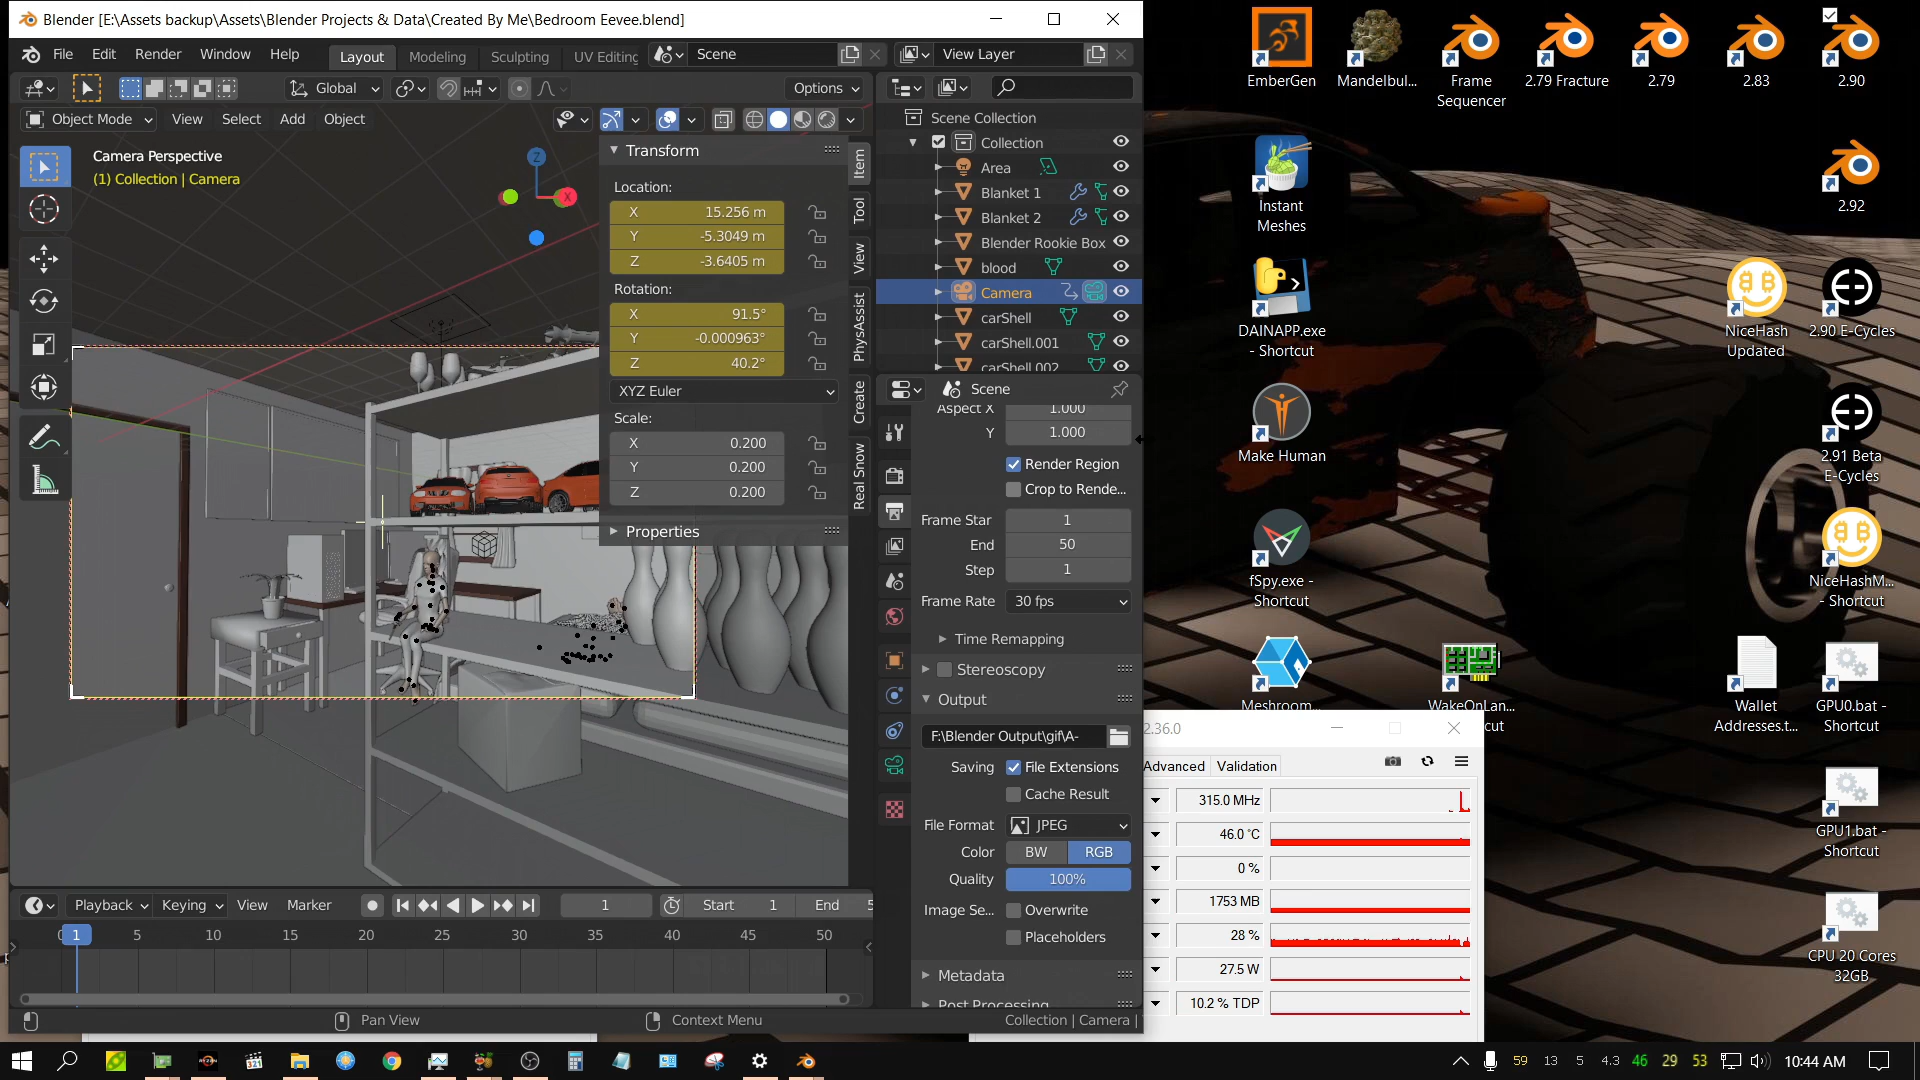 Blender [E:\Assets backup\Assets\Blender Projects & Data\Created By Me\Bedroom Eevee.blend]
File Edit Render Window Help
Layout Modeling Sculpting UV Editing
Scene
View Layer
Global
Options
Object Mode View Select Add Object
Camera Perspective
(1) Collection | Camera
Z
X
Transform
Location:
X 15.256 m
Y -5.3049 m
Z -3.6405 m
Rotation:
X 91.5°
Y -0.000963°
Z 40.2°
XYZ Euler
Scale:
X 0.200
Y 0.200
Z 0.200
Properties
Item
Tool
View
PhysAssist
Create
Real Snow
Scene Collection
Collection
Area
Blanket 1
Blanket 2
Blender Rookie Box
blood
Camera
carShell
carShell.001
carShell.002
Scene
Aspect X 1.000
Y 1.000
Render Region
Crop to Rende...
Frame Star 1
End 50
Step 1
Frame Rate 30 fps
Time Remapping
Stereoscopy
Output
F:\Blender Output\gif\A-
Saving File Extensions
Cache Result
File Format JPEG
Color BW RGB
Quality 100%
Image Se... Overwrite
Placeholders
Metadata
Post Processing
Playback Keying View Marker
1
Start 1
End 5
1 5 10 15 20 25 30 35 40 45 50
Pan View
Context Menu
Collection | Camera |
EmberGen
Mandelbul...
Frame
Sequencer
2.79 Fracture
2.79
2.83
2.90
Instant
Meshes
2.92
DAINAPP.exe
- Shortcut
NiceHash
Updated
2.90 E-Cycles
Make Human
2.91 Beta
E-Cycles
fSpy.exe -
Shortcut
NiceHashM...
- Shortcut
Meshroom...
WakeOnLan...
cut
Wallet
Addresses.t...
GPU0.bat -
Shortcut
GPU1.bat -
Shortcut
CPU 20 Cores
32GB
2.36.0
Advanced Validation
315.0 MHz
46.0 °C
0 %
1753 MB
28 %
27.5 W
10.2 % TDP
59 13 5 4.3 46 29 53
10:44 AM